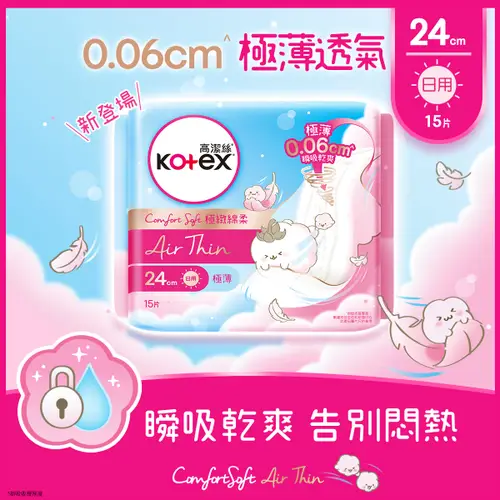 0.06cm^ 極薄透氣
24cm
日用
15片
新登場
高潔絲
Kotex
極薄
0.06cm^
瞬吸乾爽
Comfort Soft 極緻綿柔
Air Thin
24cm 日用 極薄
15片
瞬吸乾爽 告別悶熱
ComfortSoft Air Thin